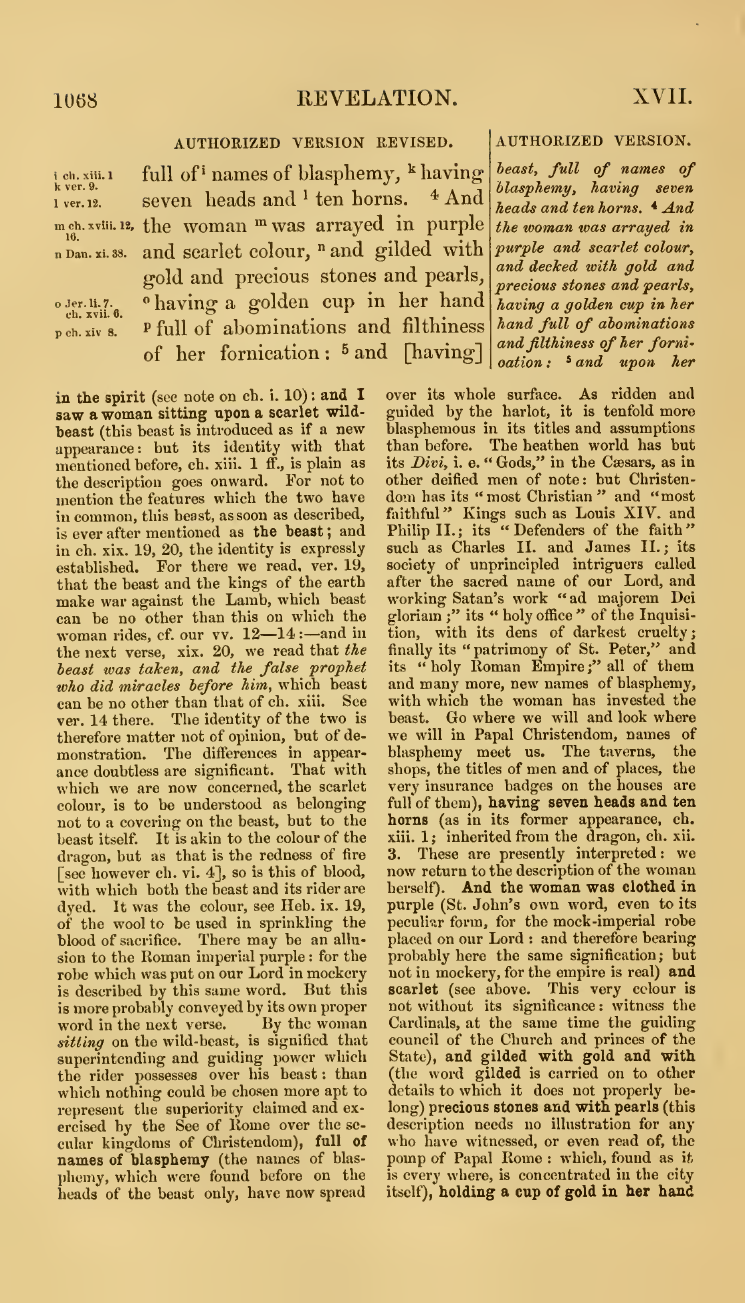 1068 REVELATION. XVII.
AUTHORIZED VERSION REVISED.
i ch. xiii. 1
k ver. 9.
l ver. 12.
m ch. xviii. 12,
16.
n Dan. xi. 38.
o Jer. li. 7.
ch. xvii. 6.
p ch. xiv 8.
full of i names of blasphemy, k having
seven heads and l ten horns. 4 And
the woman m was arrayed in purple
and scarlet colour, n and gilded with
gold and precious stones and pearls,
o having a golden cup in her hand
p full of abominations and filthiness
of her fornication : 5 and [having]
AUTHORIZED VERSION.
beast, full of names of
blasphemy, having seven
heads and ten horns. 4 And
the woman was arrayed in
purple and scarlet colour,
and decked with gold and
precious stones and pearls,
having a golden cup in her
hand full of abominations
and filthiness of her forni-
cation: 5 and upon her
in the spirit (see note on ch. i. 10): and I
saw a woman sitting upon a scarlet wild-
beast (this beast is introduced as if a new
appearance: but its identity with that
mentioned before, ch. xiii. 1 ff., is plain as
the description goes onward. For not to
mention the features which the two have
in common, this beast, as soon as described,
is ever after mentioned as the beast; and
in ch. xix. 19, 20, the identity is expressly
established. For there we read, ver. 19,
that the beast and the kings of the earth
make war against the Lamb, which beast
can be no other than this on which the
woman rides, cf. our vv. 12—14:—and in
the next verse, xix. 20, we read that the
beast was taken, and the false prophet
who did miracles before him, which beast
can be no other than that of ch. xiii. See
ver. 14 there. The identity of the two is
therefore matter not of opinion, but of de-
monstration. The differences in appear-
ance doubtless are significant. That with
which we are now concerned, the scarlet
colour, is to be understood as belonging
not to a covering on the beast, but to the
beast itself. It is akin to the colour of the
dragon, but as that is the redness of fire
[see however ch. vi. 4], so is this of blood,
with which both the beast and its rider are
dyed. It was the colour, see Heb. ix. 19,
of the wool to be used in sprinkling the
blood of sacrifice. There may be an allu-
sion to the Roman imperial purple: for the
robe which was put on our Lord in mockery
is described by this same word. But this
is more probably conveyed by its own proper
word in the next verse. By the woman
sitting on the wild-beast, is signified that
superintending and guiding power which
the rider possesses over his beast: than
which nothing could be chosen more apt to
represent the superiority claimed and ex-
ercised by the See of Rome over the se-
cular kingdoms of Christendom), full of
names of blasphemy (the names of blas-
phemy, which were found before on the
heads of the beast only, have now spread
over its whole surface. As ridden and
guided by the harlot, it is tenfold more
blasphemous in its titles and assumptions
than before. The heathen world has but
its Divi, i. e. “Gods,” in the Cæsars, as in
other deified men of note: but Christen-
dom has its “most Christian” and “most
faithful” Kings such as Louis XIV. and
Philip II.; its “Defenders of the faith”
such as Charles II. and James II.; its
society of unprincipled intriguers called
after the sacred name of our Lord, and
working Satan's work “ad majorem Dei
gloriam;” its “holy office” of the Inquisi-
tion, with its dens of darkest cruelty;
finally its “patrimony of St. Peter,” and
its “holy Roman Empire;” all of them
and many more, new names of blasphemy,
with which the woman has invested the
beast. Go where we will and look where
we will in Papal Christendom, names of
blasphemy meet us. The taverns, the
shops, the titles of men and of places, the
very insurance badges on the houses are
full of them), having seven heads and ten
horns (as in its former appearance, ch.
xiii. 1; inherited from the dragon, ch. xii.
3. These are presently interpreted: we
now return to the description of the woman
herself). And the woman was clothed in
purple (St. John's own word, even to its
peculiar form, for the mock-imperial robe
placed on our Lord: and therefore bearing
probably here the same signification; but
not in mockery, for the empire is real) and
scarlet (see above. This very colour is
not without its significance: witness the
Cardinals, at the same time the guiding
council of the Church and princes of the
State), and gilded with gold and with
(the word gilded is carried on to other
details to which it does not properly be-
long) precious stones and with pearls (this
description needs no illustration for any
who have witnessed, or even read of, the
pomp of Papal Rome: which, found as it
is every where, is concentrated in the city
itself), holding a cup of gold in her hand